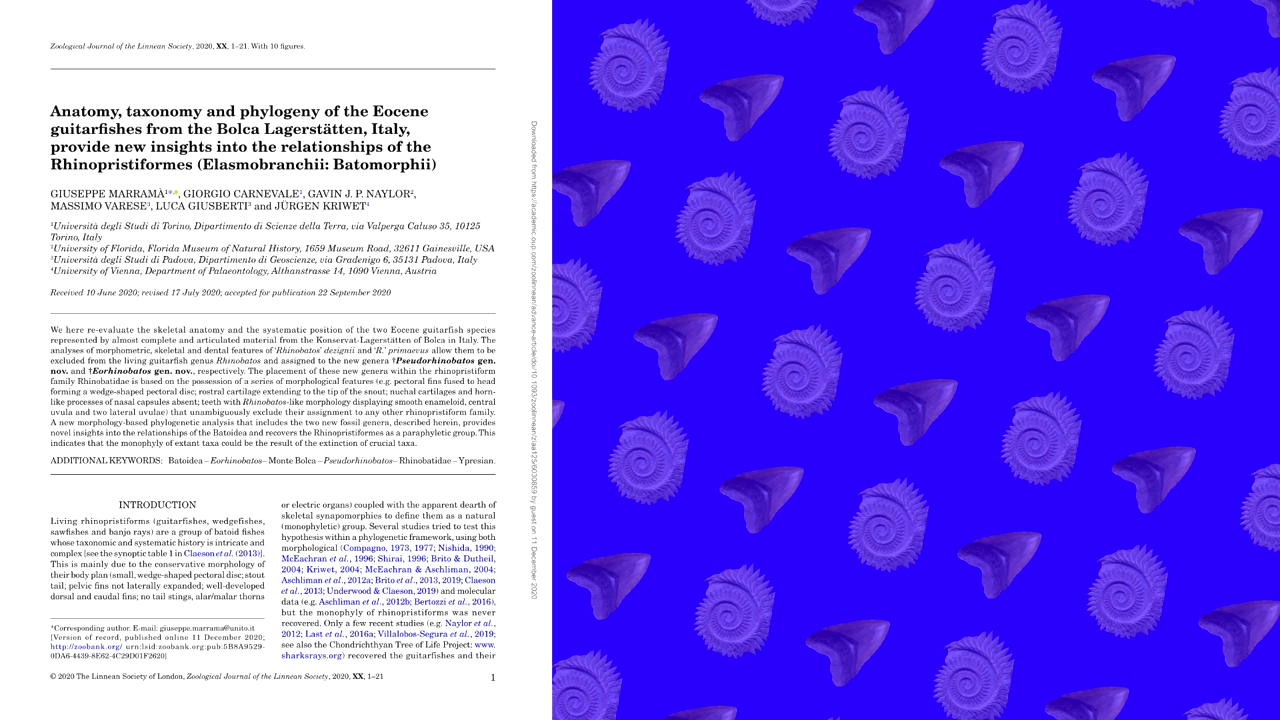 Zoological Journal of the Linnean Society, 2020, XX, 1–21. With 10 figures.
Anatomy, taxonomy and phylogeny of the Eocene
guitarfishes from the Bolca Lagerstätten, Italy,
provide new insights into the relationships of the
Rhinopristiformes (Elasmobranchii: Batomorphii)
GIUSEPPE MARRAMÀ1*,, GIORGIO CARNEVALE1, GAVIN J. P. NAYLOR2,
MASSIMO VARESE3, LUCA GIUSBERTI3 and JÜRGEN KRIWET4
1Università degli Studi di Torino, Dipartimento di Scienze della Terra, via Valperga Caluso 35, 10125
Torino, Italy
2University of Florida, Florida Museum of Natural History, 1659 Museum Road, 32611 Gainesville, USA
3Università degli Studi di Padova, Dipartimento di Geoscienze, via Gradenigo 6, 35131 Padova, Italy
4University of Vienna, Department of Palaeontology, Althanstrasse 14, 1090 Vienna, Austria
Received 10 June 2020; revised 17 July 2020; accepted for publication 22 September 2020
We here re-evaluate the skeletal anatomy and the systematic position of the two Eocene guitarfish species
represented by almost complete and articulated material from the Konservat-Lagerstätten of Bolca in Italy. The
analyses of morphometric, skeletal and dental features of ‘Rhinobatus’ dezignii and ‘R.’ primaevus allow them to be
excluded from the living guitarfish genus Rhinobatos and assigned to the new genera †Pseudorhinobatos gen.
nov. and †Eorhinobatos gen. nov., respectively. The placement of these new genera within the rhinopristiform
family Rhinobatidae is based on the possession of a series of morphological features (e.g. pectoral fins fused to head
forming a wedge-shaped pectoral disc; rostral cartilage extending to the tip of the snout; nuchal cartilages and horn-
like processes of nasal capsules absent; teeth with Rhinobatos-like morphology displaying smooth enameloid, central
uvula and two lateral uvulae) that unambiguously exclude their assignment to any other rhinopristiform family.
A new morphology-based phylogenetic analysis that includes the two new fossil genera, described herein, provides
novel insights into the relationships of the Batoidea and recovers the Rhinopristiformes as a paraphyletic group. This
indicates that the monophyly of extant taxa could be the result of the extinction of crucial taxa.
ADDITIONAL KEYWORDS: Batoidea – Eorhinobatos – Monte Bolca – Pseudorhinobatos – Rhinobatidae – Ypresian.
INTRODUCTION
Living rhinopristiforms (guitarfishes, wedgefishes,
sawfishes and banjo rays) are a group of batoid fishes
whose taxonomic and systematic history is intricate and
complex [see the synoptic table 1 in Claeson et al. (2013)].
This is mainly due to the conservative morphology of
their body plan (small, wedge-shaped pectoral disc; stout
tail, pelvic fins not laterally expanded; well-developed
dorsal and caudal fins; no tail stings, alar/malar thorns
*Corresponding author. E-mail: giuseppe.marrama@unito.it
[Version of record, published online 11 December 2020;
http://zoobank.org/ urn:lsid:zoobank.org:pub:5B8A9529-
0DA6-4439-8E62-4C29D01F2620]
or electric organs) coupled with the apparent dearth of
skeletal synapomorphies to define them as a natural
(monophyletic) group. Several studies tried to test this
hypothesis within a phylogenetic framework, using both
morphological (Compagno, 1973, 1977; Nishida, 1990;
McEachran et al., 1996; Shirai, 1996; Brito & Dutheil,
2004; Kriwet, 2004; McEachran & Aschliman, 2004;
Aschliman et al., 2012a; Brito et al., 2013, 2019; Claeson
et al., 2013; Underwood & Claeson, 2019) and molecular
data (e.g. Aschliman et al., 2012b; Bertozzi et al., 2016),
but the monophyly of rhinopristiforms was never
recovered. Only a few recent studies (e.g. Naylor et al.,
2012; Last et al., 2016a; Villalobos-Segura et al., 2019;
see also the Chondrichthyan Tree of Life Project: www.
sharksrays.org) recovered the guitarfishes and their
© 2020 The Linnean Society of London, Zoological Journal of the Linnean Society, 2020, XX, 1–21
1
Downloaded from https://academic.oup.com/zoolinnean/advance-article/doi/10.1093/zoolinnean/zlaa125/6030859 by guest on 11 December 2020